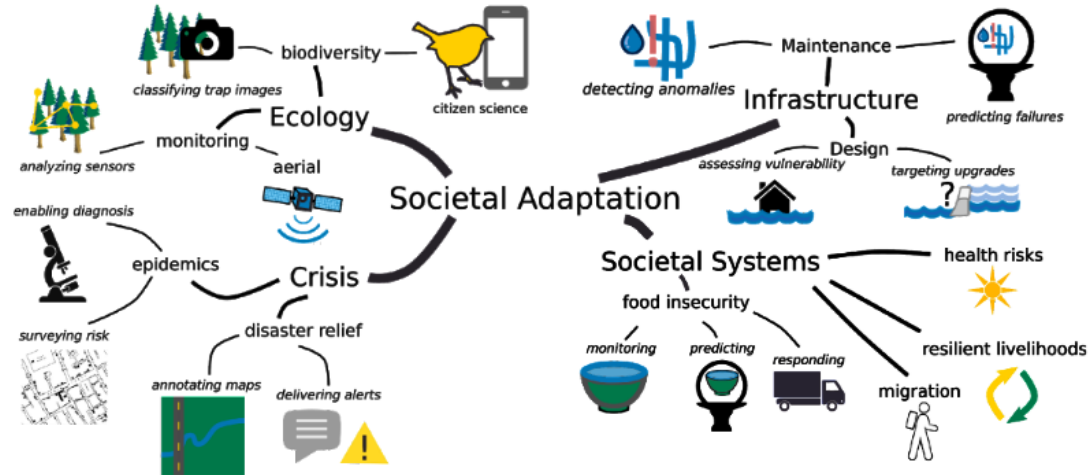 Societal Adaptation
Ecology
biodiversity
classifying trap images
citizen science
monitoring
analyzing sensors
aerial
Crisis
epidemics
enabling diagnosis
surveying risk
disaster relief
annotating maps
delivering alerts
!
Infrastructure
Maintenance
detecting anomalies
predicting failures
Design
assessing vulnerability
targeting upgrades
?
Societal Systems
food insecurity
monitoring
predicting
responding
health risks
resilient livelihoods
migration